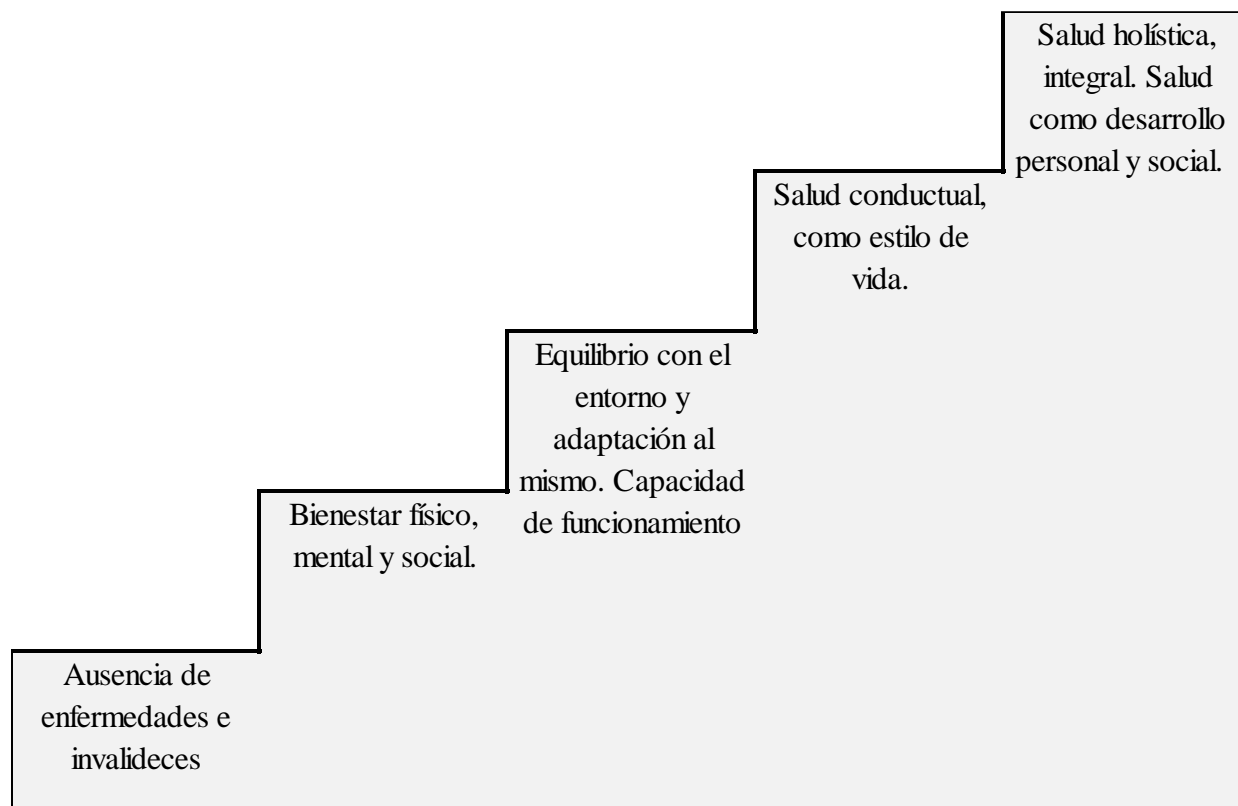 Salud holística,
integral. Salud
como desarrollo
personal y social.
Salud conductual,
como estilo de
vida.
Equilibrio con el
entorno y
adaptación al
mismo. Capacidad
de funcionamiento
Bienestar físico,
mental y social.
Ausencia de
enfermedades e
invalideces